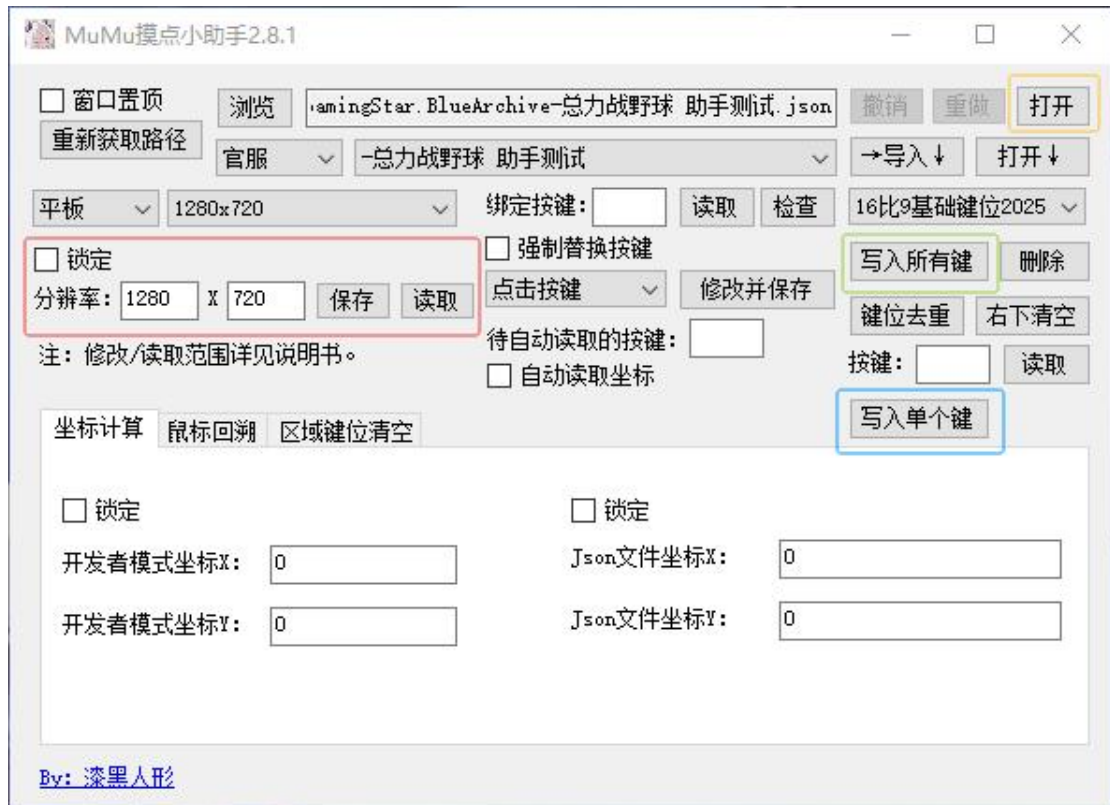 MuMu摸点小助手2.8.1
窗口置顶 浏览 amingStar.BlueArchive-总力战野球 助手测试.json 撤销 重做 打开
重新获取路径 官服 -总力战野球 助手测试 →导入↓ 打开↓
平板 1280x720 绑定按键: 读取 检查 16比9基础键位2025
锁定 强制替换按键 写入所有键 删除
分辨率: 1280 X 720 保存 读取 点击按键 修改并保存
键位去重 右下清空
注: 修改/读取范围详见说明书。 待自动读取的按键:
自动读取坐标 按键: 读取
写入单个键
坐标计算 鼠标回溯 区域键位清空
锁定 锁定
开发者模式坐标X: 0 Json文件坐标X: 0
开发者模式坐标Y: 0 Json文件坐标Y: 0
By: 漆黑人形